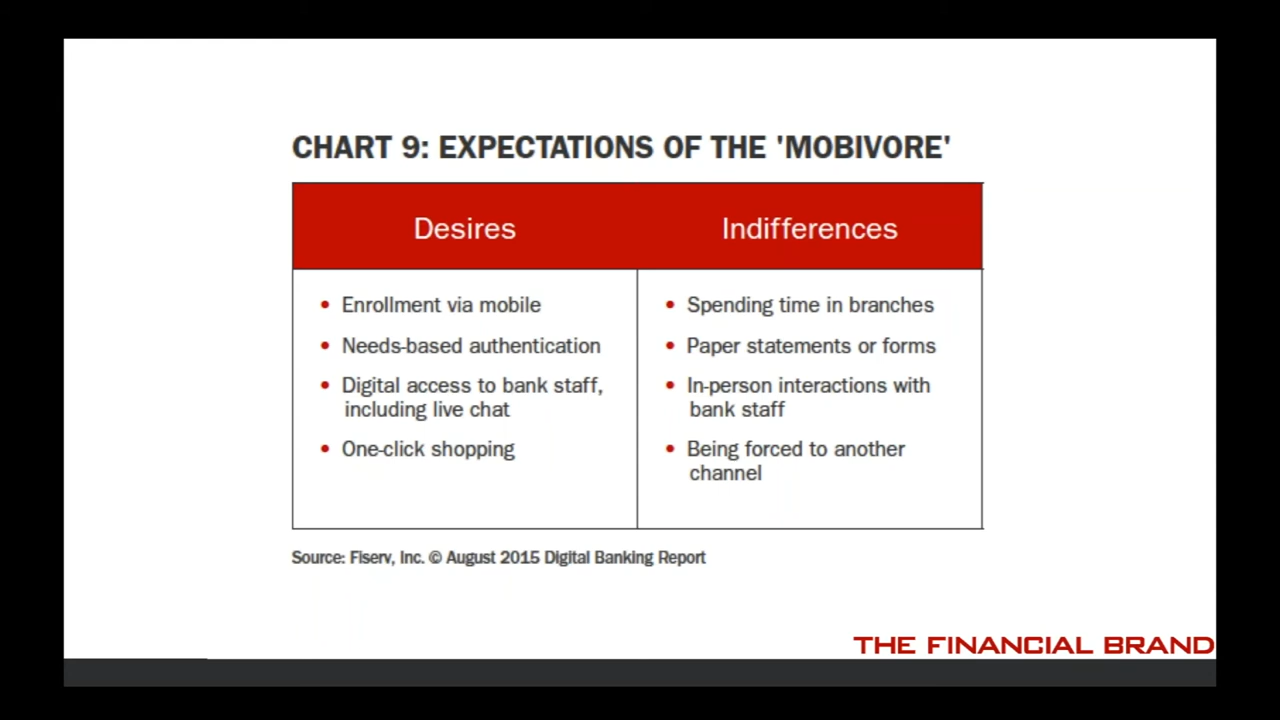 CHART 9: EXPECTATIONS OF THE 'MOBIVORE'
Desires
Indifferences
• Enrollment via mobile
• Needs-based authentication
• Digital access to bank staff,
including live chat
• One-click shopping
• Spending time in branches
• Paper statements or forms
• In-person interactions with
bank staff
• Being forced to another
channel
Source: Fiserv, Inc. © August 2015 Digital Banking Report
THE FINANCIAL BRAND